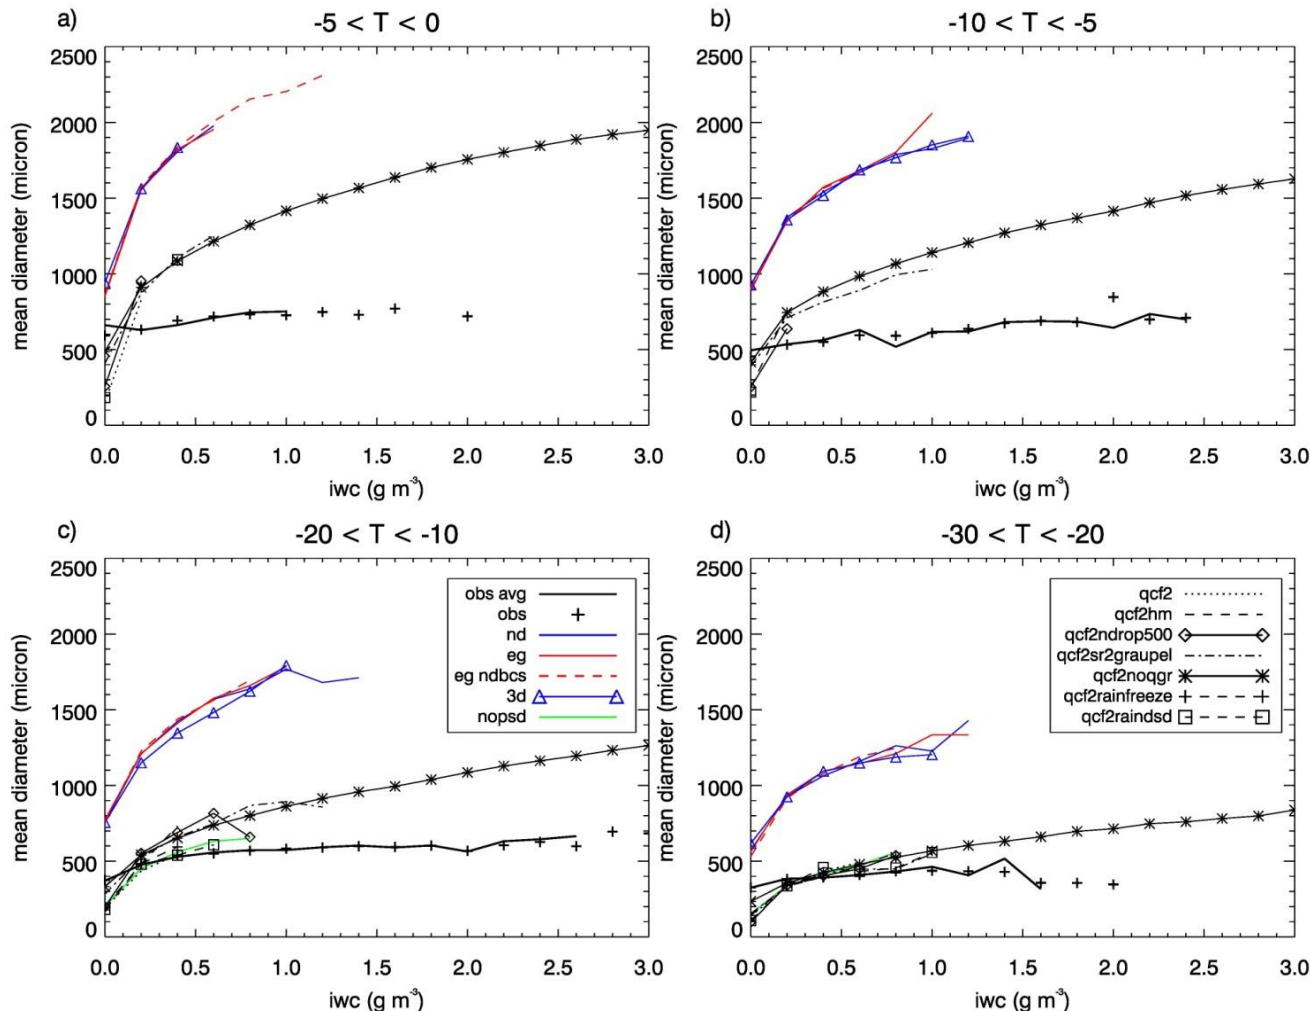 a)
-5 < T < 0
2500
2000
1500
1000
500
0
mean diameter (micron)
0.0 0.5 1.0 1.5 2.0 2.5 3.0
iwc (g m⁻³)
b)
-10 < T < -5
2500
2000
1500
1000
500
0
mean diameter (micron)
0.0 0.5 1.0 1.5 2.0 2.5 3.0
iwc (g m⁻³)
c)
-20 < T < -10
2500
2000
1500
1000
500
0
mean diameter (micron)
obs avg
obs
nd
eg
eg ndbcs
3d
nopsd
0.0 0.5 1.0 1.5 2.0 2.5 3.0
iwc (g m⁻³)
d)
-30 < T < -20
2500
2000
1500
1000
500
0
mean diameter (micron)
qcf2
qcf2hm
qcf2ndrop500
qcf2sr2graupel
qcf2noqgr
qcf2rainfreeze
qcf2raindsd
0.0 0.5 1.0 1.5 2.0 2.5 3.0
iwc (g m⁻³)